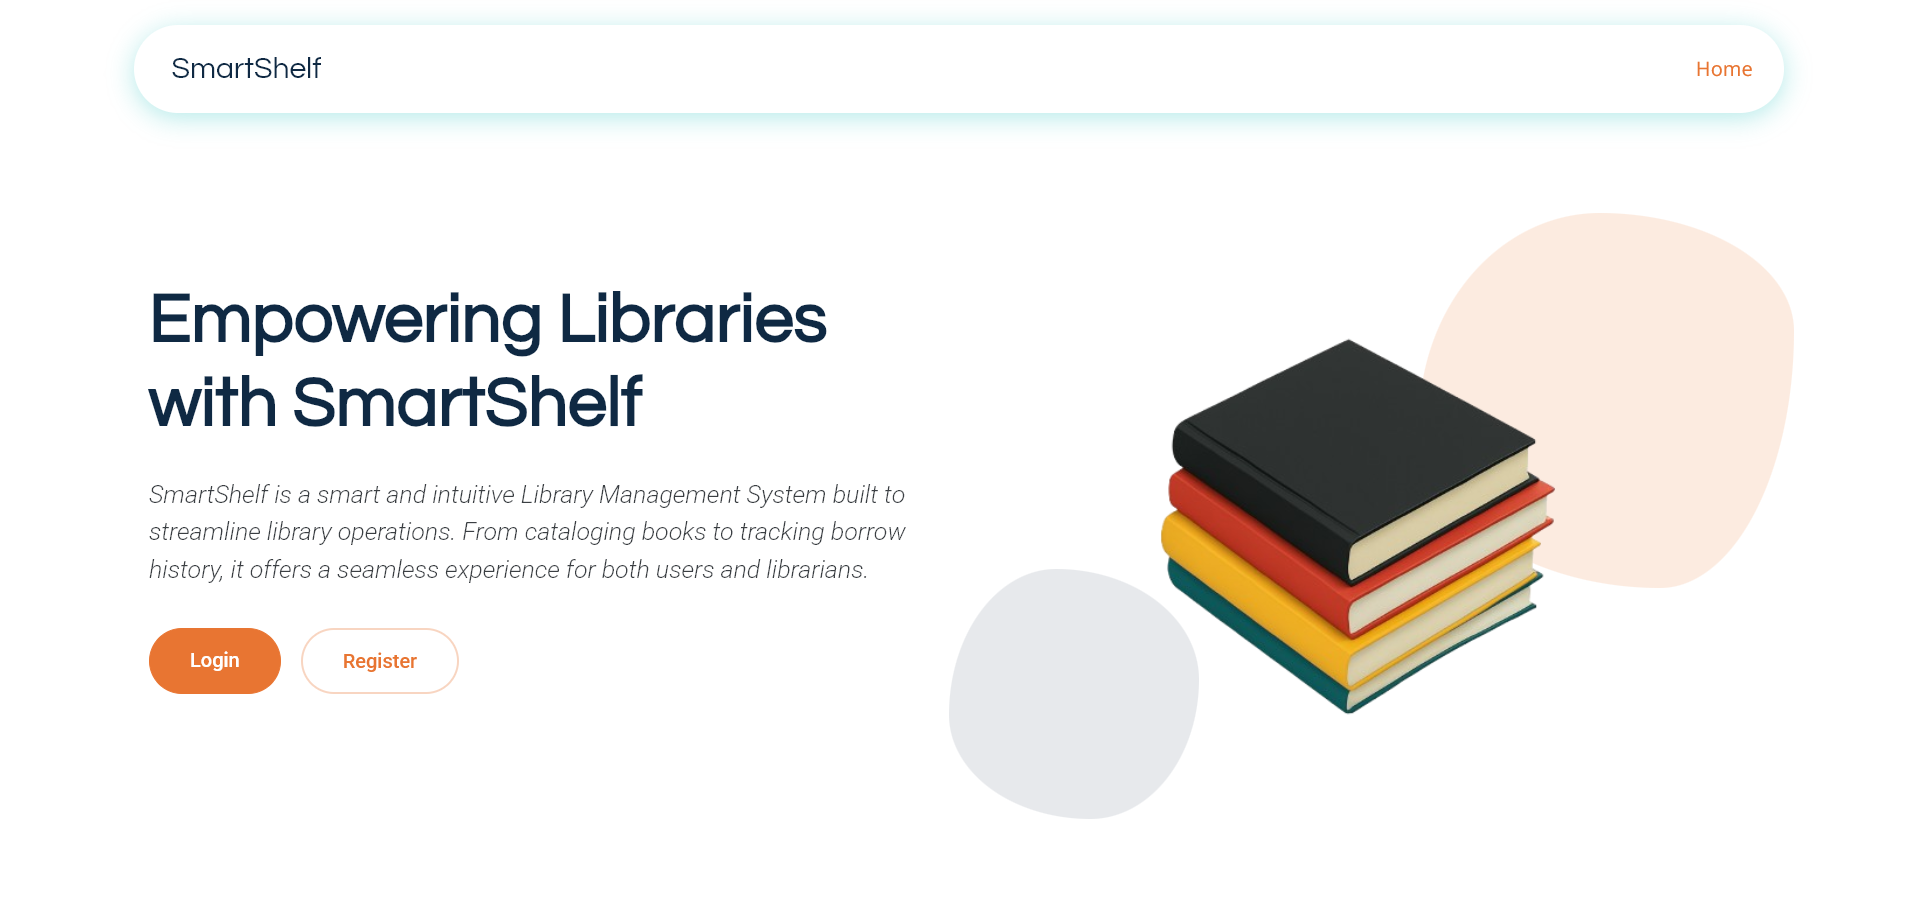 SmartShelf
Home
Empowering Libraries
with SmartShelf
SmartShelf is a smart and intuitive Library Management System built to
streamline library operations. From cataloging books to tracking borrow
history, it offers a seamless experience for both users and librarians.
Login
Register